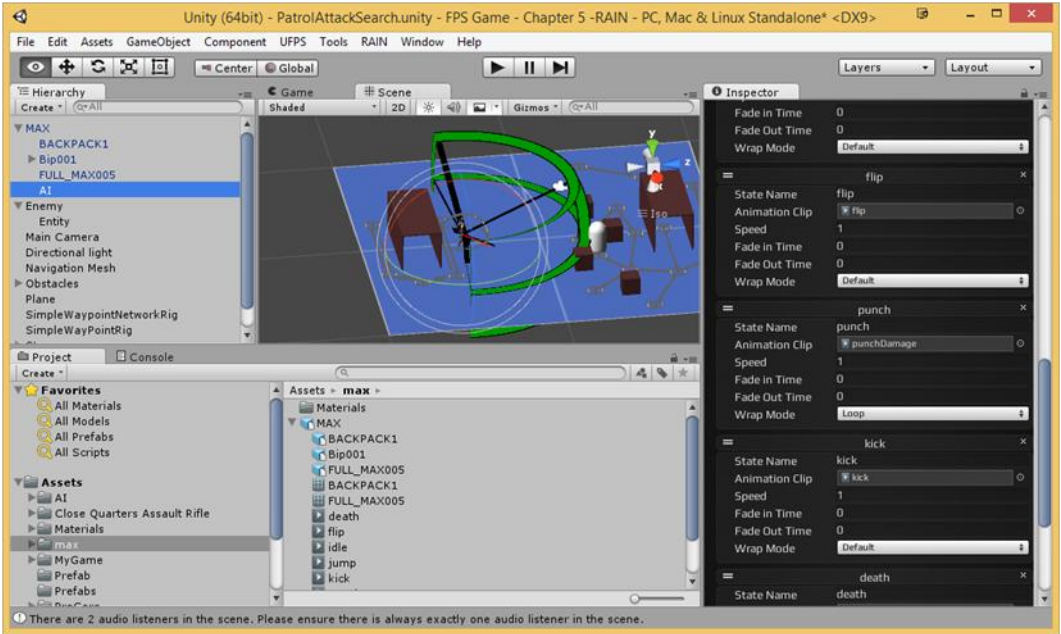 Unity (64bit) - PatrolAttackSearch.unity - FPS Game - Chapter 5 -RAIN - PC, Mac & Linux Standalone* <DX9>
File Edit Assets GameObject Component UFPS Tools RAIN Window Help
Center Global Layers Layout
Hierarchy
Create All
MAX
BACKPACK1
Bip001
FULL_MAX005
AI
Enemy
Entity
Main Camera
Directional light
Navigation Mesh
Obstacles
Plane
SimpleWaypointNetworkRig
SimpleWayPointRig
Game Scene
Shaded 2D Gizmos All
y
z
x
Iso
Inspector
Fade in Time 0
Fade Out Time 0
Wrap Mode Default
flip
State Name flip
Animation Clip flip
Speed 1
Fade in Time 0
Fade Out Time 0
Wrap Mode Default
punch
State Name punch
Animation Clip punchDamage
Speed 1
Fade in Time 0
Fade Out Time 0
Wrap Mode Loop
kick
State Name kick
Animation Clip kick
Speed 1
Fade in Time 0
Fade Out Time 0
Wrap Mode Default
death
State Name death
Project Console
Create
Favorites
All Materials
All Models
All Prefabs
All Scripts
Assets
AI
Close Quarters Assault Rifle
Materials
max
MyGame
Prefab
Prefabs
Assets max
Materials
MAX
BACKPACK1
Bip001
FULL_MAX005
BACKPACK1
FULL_MAX005
death
flip
idle
jump
kick
There are 2 audio listeners in the scene. Please ensure there is always exactly one audio listener in the scene.